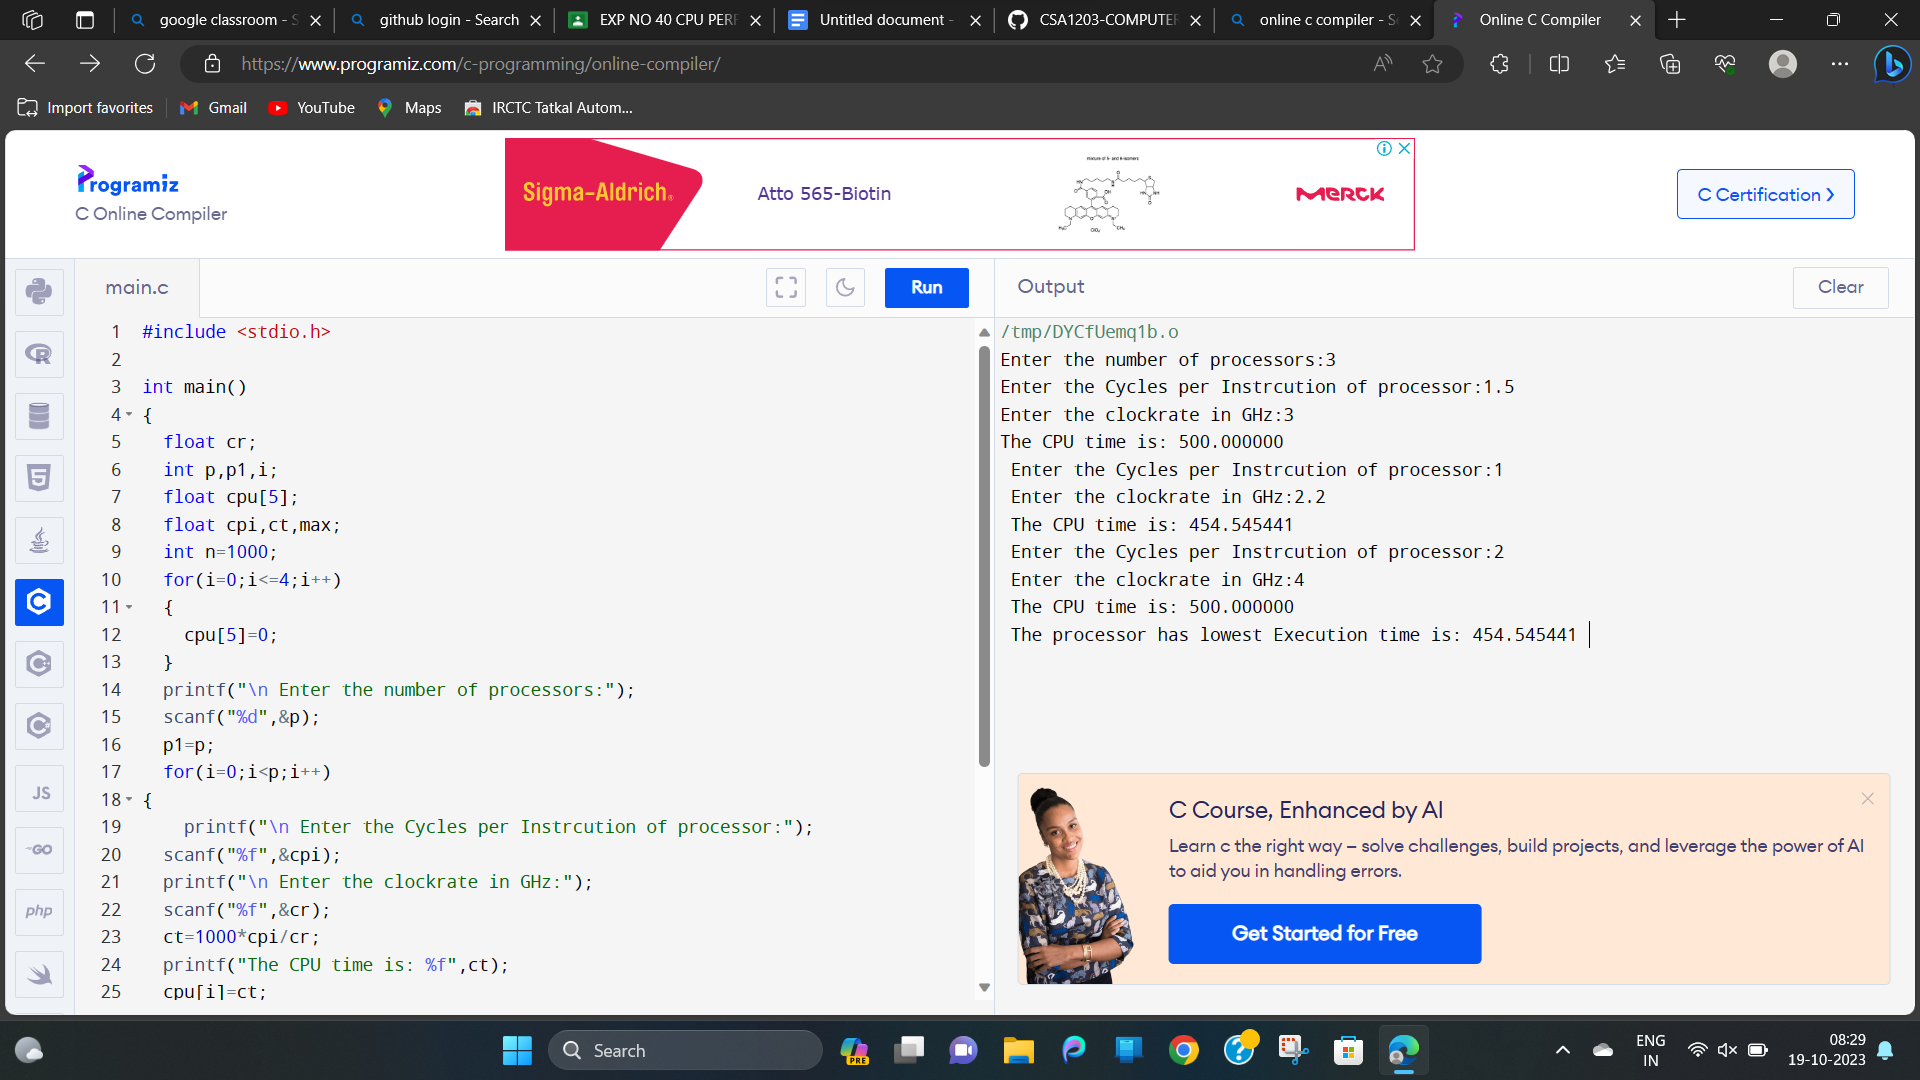 google classroom - S
github login - Search
EXP NO 40 CPU PERF
Untitled document -
CSA1203-COMPUTER
online c compiler - Se
Online C Compiler
https://www.programiz.com/c-programming/online-compiler/
Import favorites
Gmail
YouTube
Maps
IRCTC Tatkal Autom...
Programiz
C Online Compiler
Sigma-Aldrich®
Atto 565-Biotin
mixture of 5- and 6-isomers
MERCK
C Certification >
main.c
Run
Output
Clear
1 #include <stdio.h>
2
3 int main()
4 {
5 float cr;
6 int p,p1,i;
7 float cpu[5];
8 float cpi,ct,max;
9 int n=1000;
10 for(i=0;i<=4;i++)
11 {
12 cpu[5]=0;
13 }
14 printf("\n Enter the number of processors:");
15 scanf("%d",&p);
16 p1=p;
17 for(i=0;i<p;i++)
18 {
19 printf("\n Enter the Cycles per Instrcution of processor:");
20 scanf("%f",&cpi);
21 printf("\n Enter the clockrate in GHz:");
22 scanf("%f",&cr);
23 ct=1000*cpi/cr;
24 printf("The CPU time is: %f",ct);
25 cpu[i]=ct;
/tmp/DYCfUemq1b.o
Enter the number of processors:3
Enter the Cycles per Instrcution of processor:1.5
Enter the clockrate in GHz:3
The CPU time is: 500.000000
Enter the Cycles per Instrcution of processor:1
Enter the clockrate in GHz:2.2
The CPU time is: 454.545441
Enter the Cycles per Instrcution of processor:2
Enter the clockrate in GHz:4
The CPU time is: 500.000000
The processor has lowest Execution time is: 454.545441
C Course, Enhanced by AI
Learn c the right way – solve challenges, build projects, and leverage the power of AI
to aid you in handling errors.
Get Started for Free
JS
GO
php
Search
PRE
ENG
IN
08:29
19-10-2023